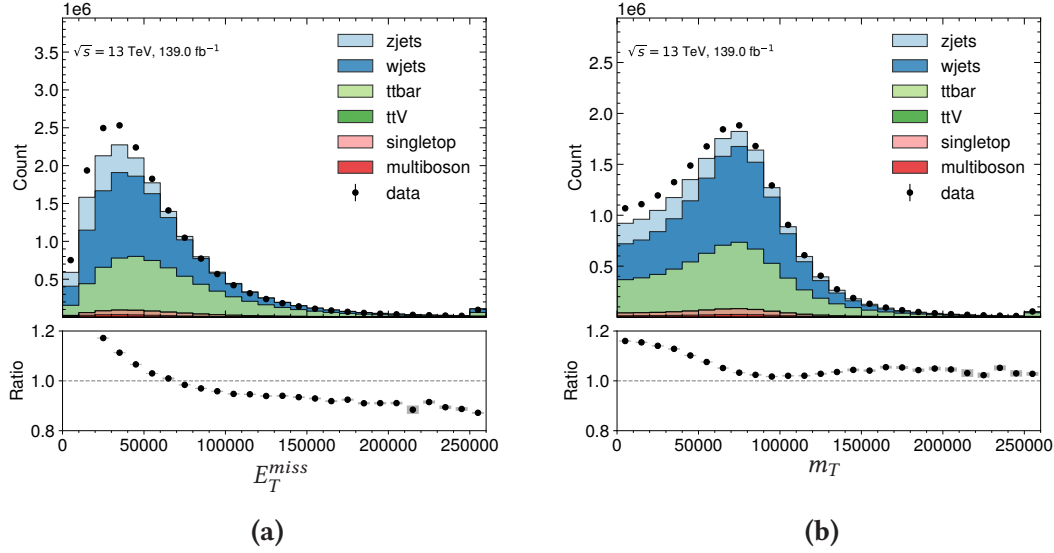 1e6
√s = 13 TeV, 139.0 fb⁻¹
zjets
wjets
ttbar
ttV
singletop
multiboson
data
Count
3.5
3.0
2.5
2.0
1.5
1.0
0.5
Ratio
1.2
1.0
0.8
0 50000 100000 150000 200000 250000
E_T^miss
(a)
1e6
√s = 13 TeV, 139.0 fb⁻¹
zjets
wjets
ttbar
ttV
singletop
multiboson
data
Count
2.5
2.0
1.5
1.0
0.5
Ratio
1.2
1.0
0.8
0 50000 100000 150000 200000 250000
m_T
(b)